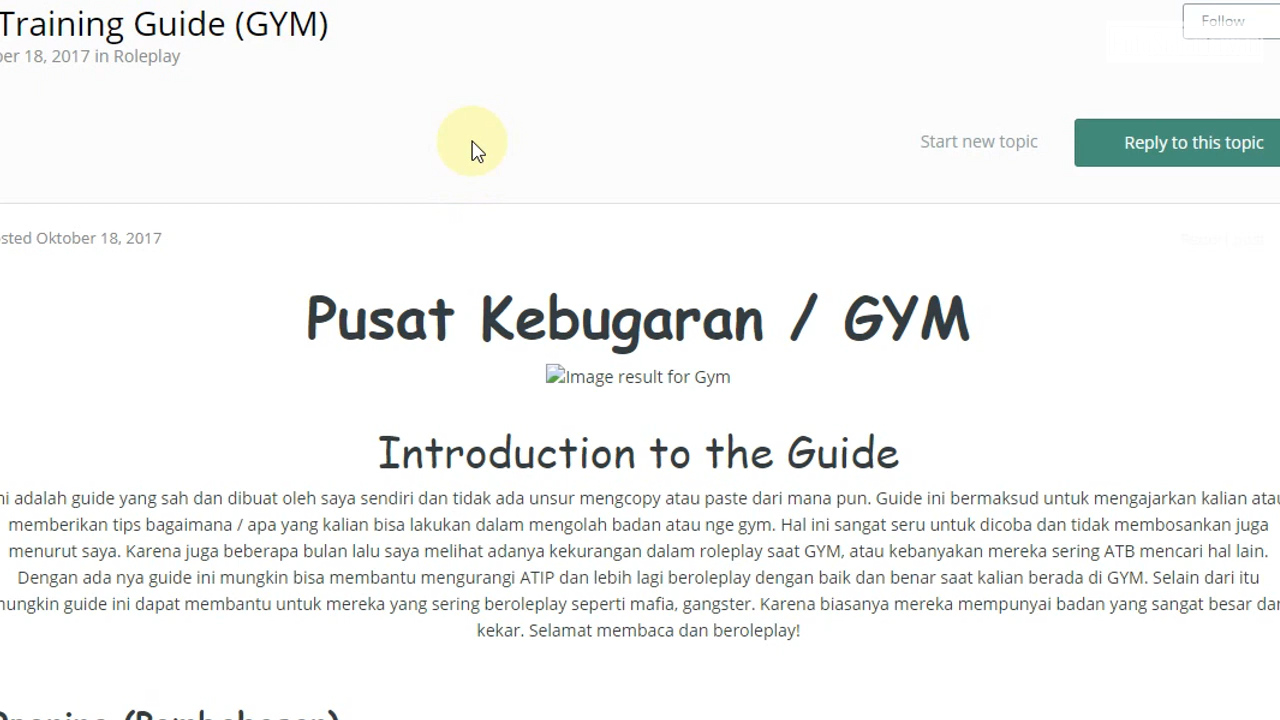 Training Guide (GYM)
Follow
18, 2017 in Roleplay
Start new topic
Reply to this topic
Oktober 18, 2017
Pusat Kebugaran / GYM
Image result for Gym
Introduction to the Guide
adalah guide yang sah dan dibuat oleh saya sendiri dan tidak ada unsur mengcopy atau paste dari mana pun. Guide ini bermaksud untuk mengajarkan kalian
memberikan tips bagaimana / apa yang kalian bisa lakukan dalam mengolah badan atau nge gym. Hal ini sangat seru untuk dicoba dan tidak membosankan juga
menurut saya. Karena juga beberapa bulan lalu saya melihat adanya kekurangan dalam roleplay saat GYM, atau kebanyakan mereka sering ATB mencari hal lain.
Dengan ada nya guide ini mungkin bisa membantu mengurangi ATIP dan lebih lagi beroleplay dengan baik dan benar saat kalian berada di GYM. Selain dari itu
guide ini dapat membantu untuk mereka yang sering beroleplay seperti mafia, gangster. Karena biasanya mereka mempunyai badan yang sangat besar
kekar. Selamat membaca dan beroleplay!